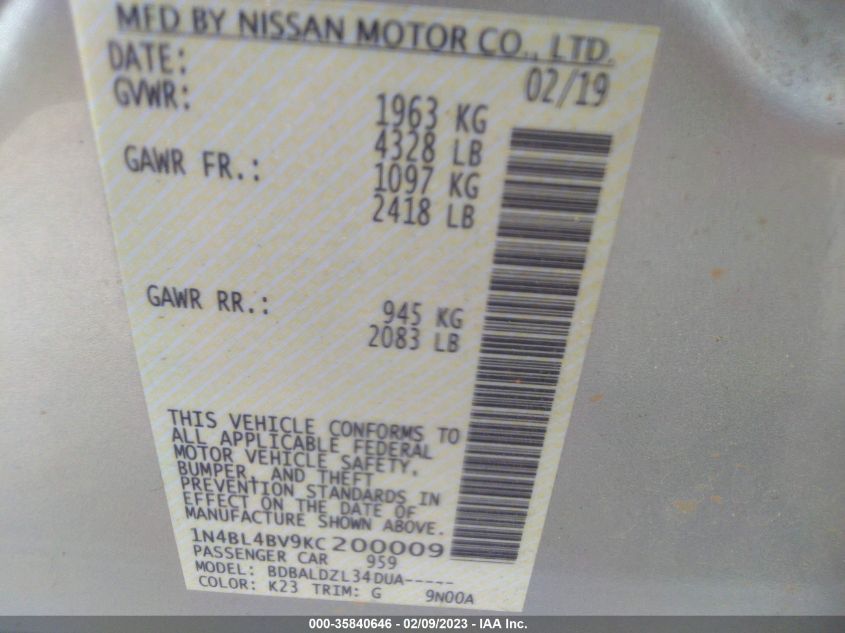 MFD BY NISSAN MOTOR CO., LTD.
DATE: 02/19
GVWR: 1963 KG
4328 LB
GAWR FR.: 1097 KG
2418 LB
GAWR RR.: 945 KG
2083 LB
THIS VEHICLE CONFORMS TO
ALL APPLICABLE FEDERAL
MOTOR VEHICLE SAFETY,
BUMPER, AND THEFT
PREVENTION STANDARDS IN
EFFECT ON THE DATE OF
MANUFACTURE SHOWN ABOVE.
1N4BL4BV9KC200009
PASSENGER CAR 959
MODEL: BDBALDZL34DUA-----
COLOR: K23 TRIM: G 9N00A
000-35840646 - 02/09/2023 - IAA Inc.